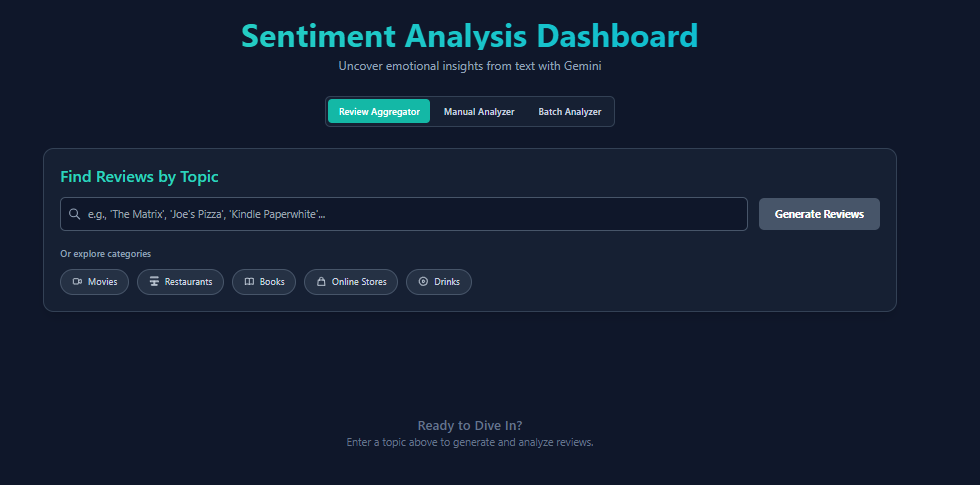 Sentiment Analysis Dashboard
Uncover emotional insights from text with Gemini
Review Aggregator Manual Analyzer Batch Analyzer
Find Reviews by Topic
e.g., 'The Matrix', 'Joe's Pizza', 'Kindle Paperwhite'...
Generate Reviews
Or explore categories
Movies Restaurants Books Online Stores Drinks
Ready to Dive In?
Enter a topic above to generate and analyze reviews.